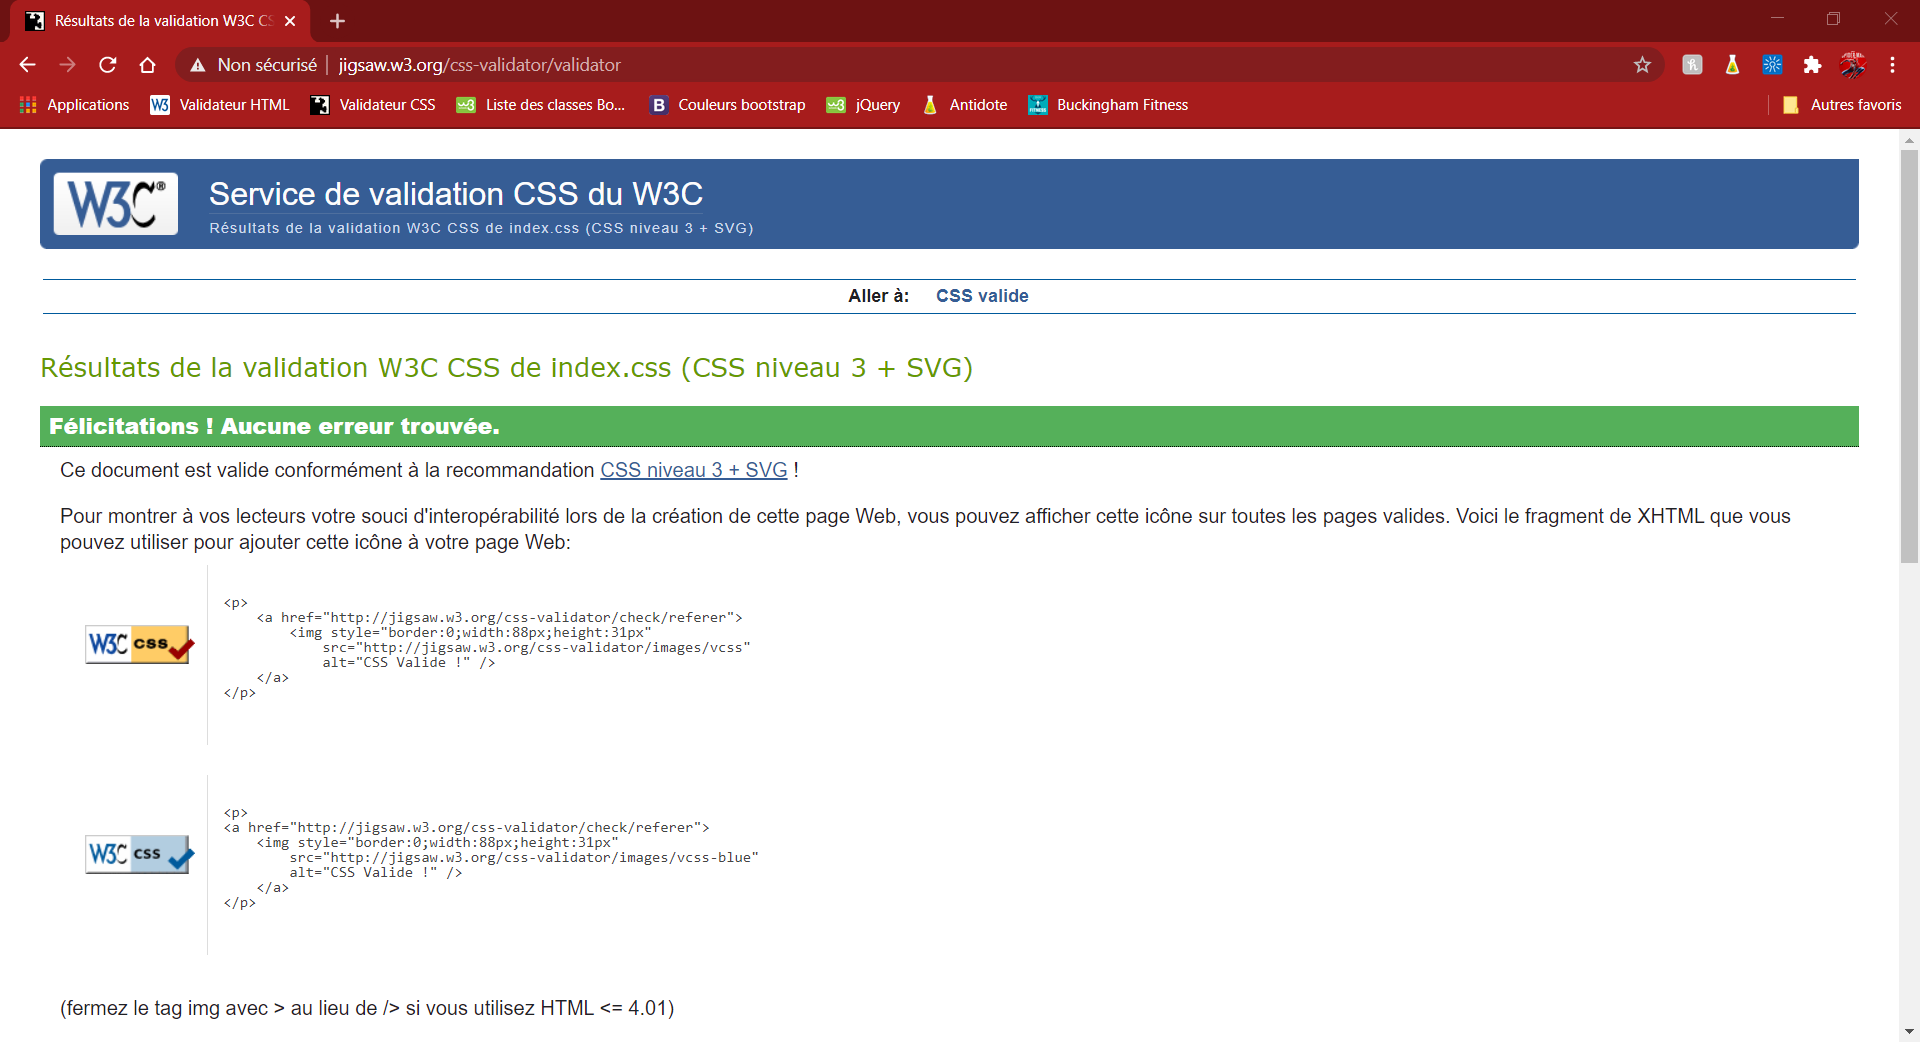 Résultats de la validation W3C CS
Non sécurisé
jigsaw.w3.org/css-validator/validator
Applications
W3 Validateur HTML
Validateur CSS
w3 Liste des classes Bo...
B Couleurs bootstrap
w3 jQuery
Antidote
Buckingham Fitness
Autres favoris
W3C®
Service de validation CSS du W3C
Résultats de la validation W3C CSS de index.css (CSS niveau 3 + SVG)
Aller à: CSS valide
Résultats de la validation W3C CSS de index.css (CSS niveau 3 + SVG)
Félicitations ! Aucune erreur trouvée.
Ce document est valide conformément à la recommandation CSS niveau 3 + SVG !
Pour montrer à vos lecteurs votre souci d'interopérabilité lors de la création de cette page Web, vous pouvez afficher cette icône sur toutes les pages valides. Voici le fragment de XHTML que vous
pouvez utiliser pour ajouter cette icône à votre page Web:
W3C css
<p>
<a href="http://jigsaw.w3.org/css-validator/check/referer">
<img style="border:0;width:88px;height:31px"
src="http://jigsaw.w3.org/css-validator/images/vcss"
alt="CSS Valide !" />
</a>
</p>
W3C css
<p>
<a href="http://jigsaw.w3.org/css-validator/check/referer">
<img style="border:0;width:88px;height:31px"
src="http://jigsaw.w3.org/css-validator/images/vcss-blue"
alt="CSS Valide !" />
</a>
</p>
(fermez le tag img avec > au lieu de /> si vous utilisez HTML <= 4.01)